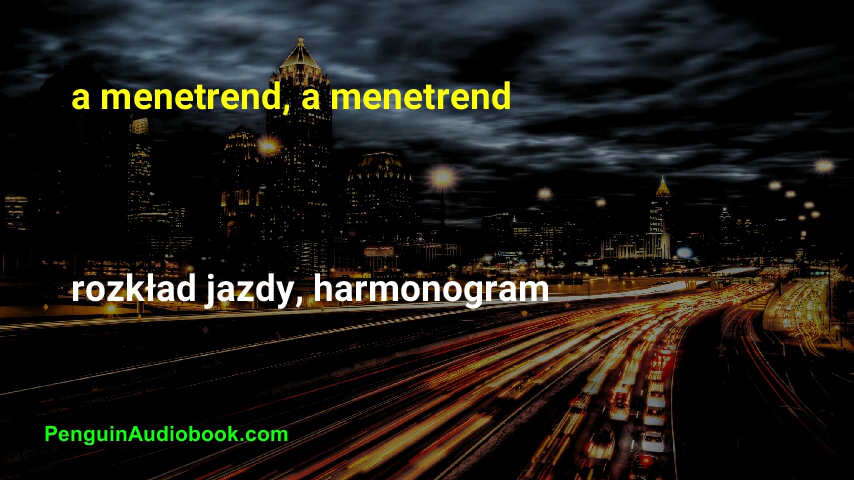 a menetrend, a menetrend
rozkład jazdy, harmonogram
PenguinAudiobook.com